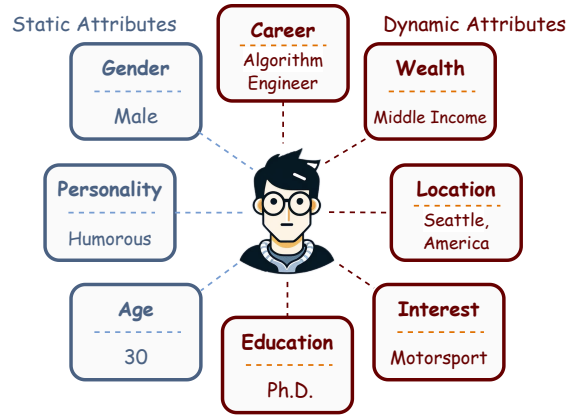 Static Attributes
Dynamic Attributes
Career
Algorithm
Engineer
Gender
Male
Wealth
Middle Income
Personality
Humorous
Location
Seattle,
America
Age
30
Interest
Motorsport
Education
Ph.D.